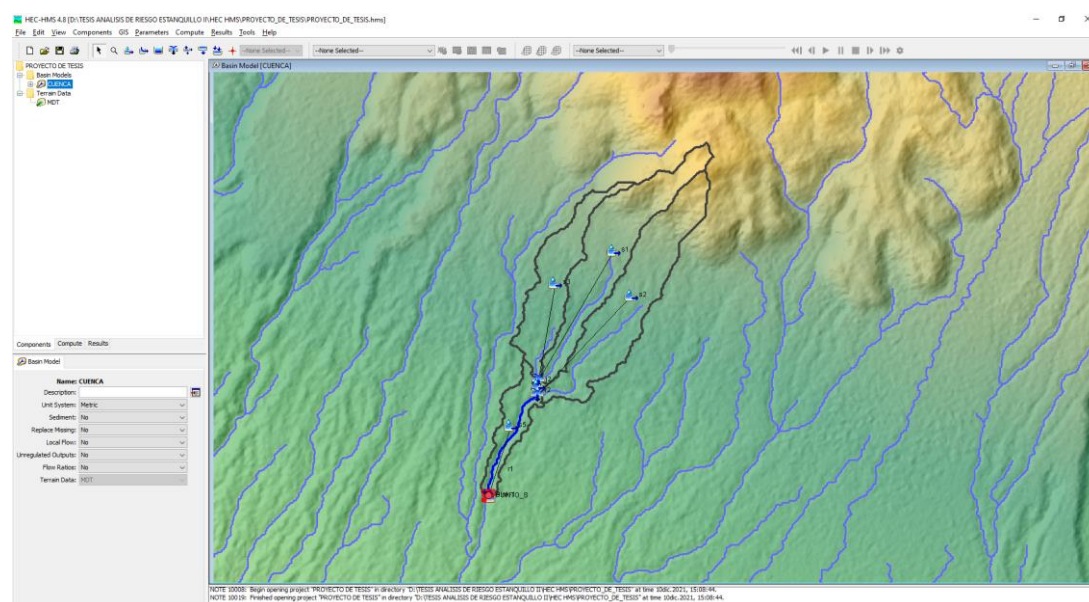 HEC-HMS 4.8 [D:\TESIS ANALISIS DE RIESGO ESTANQUILLO II\HEC HMS\PROYECTO_DE_TESIS\PROYECTO_DE_TESIS.hms]
File Edit View Components GIS Parameters Compute Results Tools Help
--None Selected-- --None Selected-- --None Selected--
PROYECTO DE TESIS
Basin Models
CUENCA
Terrain Data
MDT
Components Compute Results
Basin Model
Name: CUENCA
Description:
Unit System: Metric
Sediment: No
Replace Missing: No
Local Flow: No
Unregulated Outputs: No
Flow Ratios: No
Terrain Data: MDT
Basin Model [CUENCA]
s1
s2
s5
r1
NOTE 10008: Begin opening project "PROYECTO DE TESIS" in directory "D:\TESIS ANALISIS DE RIESGO ESTANQUILLO II\HEC HMS\PROYECTO_DE_TESIS" at time 10dic.2021, 15:08:44.
NOTE 10019: Finished opening project "PROYECTO DE TESIS" in directory "D:\TESIS ANALISIS DE RIESGO ESTANQUILLO II\HEC HMS\PROYECTO_DE_TESIS" at time 10dic.2021, 15:08:44.